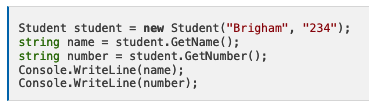 Student student = new Student("Brigham", "234");
string name = student.GetName();
string number = student.GetNumber();
Console.WriteLine(name);
Console.WriteLine(number);